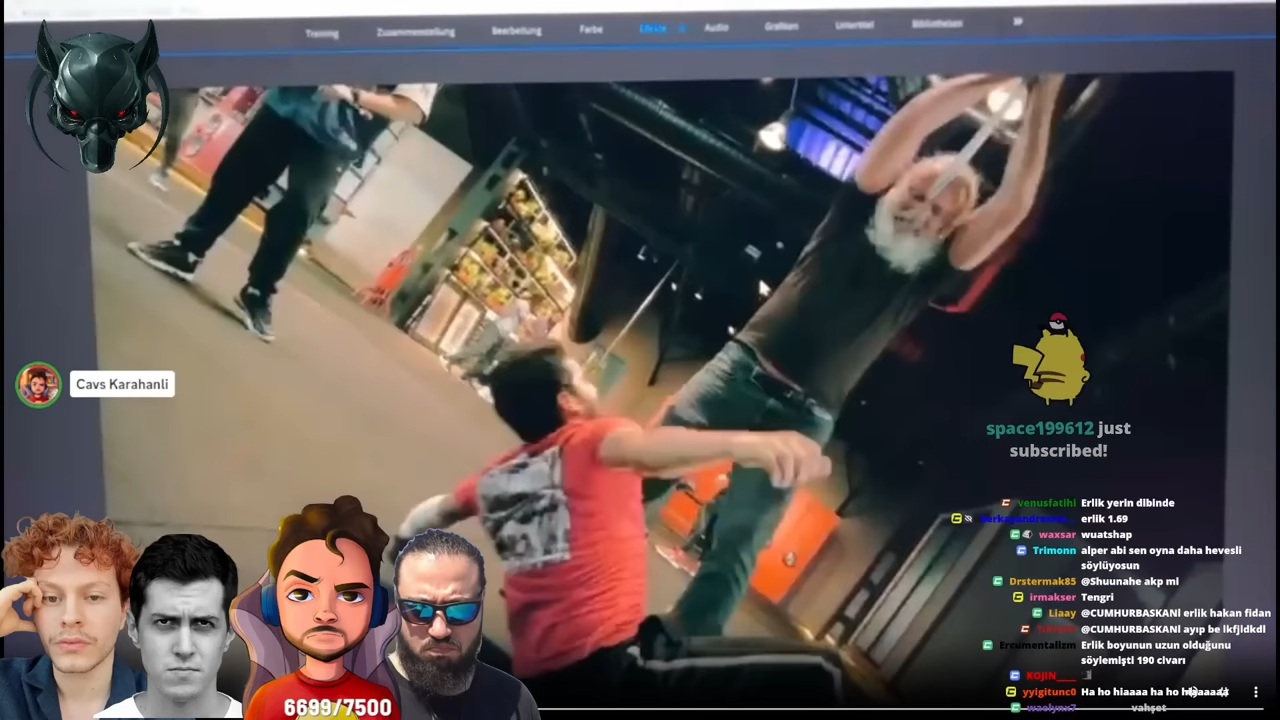 Training
Zusammenstellung
Bearbeitung
Farbe
Effekte
Audio
Grafiken
Untertitel
Bibliotheken
Cavs Karahanli
space199612 just
subscribed!
venusfatihi Erlik yerin dibinde
erlik 1.69
waxsar wuatshap
Trimonn alper abi sen oyna daha hevesli
söylüyosun
Drstermak85 @Shuunahe akp mi
irmakser Tengri
Liaay @CUMHURBASKANI erlik hakan fidan
@CUMHURBASKANI ayıp be lkfjldkdl
Ercumentalizm Erlik boyunun uzun olduğunu
söylemişti 190 civarı
KOJIN____
yyigitunc0 Ha ho hiaaaa ha ho
wzelynx7 vahşet
6699/7500